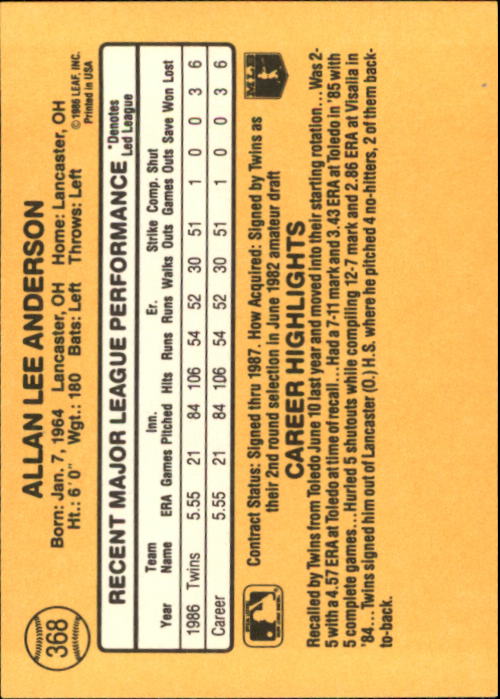 368
ALLAN LEE ANDERSON
Born: Jan. 7, 1964 Lancaster, OH Home: Lancaster, OH
Ht.: 6'0" Wgt.: 180 Bats: Left Throws: Left
© 1986 LEAF, INC.
Printed in USA
RECENT MAJOR LEAGUE PERFORMANCE
*Denotes
Led League
Team Inn. Er. Strike Comp. Shut
Year Name ERA Games Pitched Hits Runs Runs Walks Outs Games Outs Save Won Lost
1986 Twins 5.55 21 84 106 54 52 30 51 1 0 0 3 6
Career 5.55 21 84 106 54 52 30 51 1 0 0 3 6
Contract Status: Signed thru 1987. How Acquired: Signed by Twins as
their 2nd round selection in June 1982 amateur draft
MLB
CAREER HIGHLIGHTS
Recalled by Twins from Toledo June 10 last year and moved into their starting rotation...Was 2-
5 with a 4.57 ERA at Toledo at time of recall...Had a 7-11 mark and 3.43 ERA at Toledo in '85 with
5 complete games...Hurled 5 shutouts while compiling 12-7 mark and 2.86 ERA at Visalia in
'84...Twins signed him out of Lancaster (O.) H.S. where he pitched 4 no-hitters, 2 of them back-
to-back.